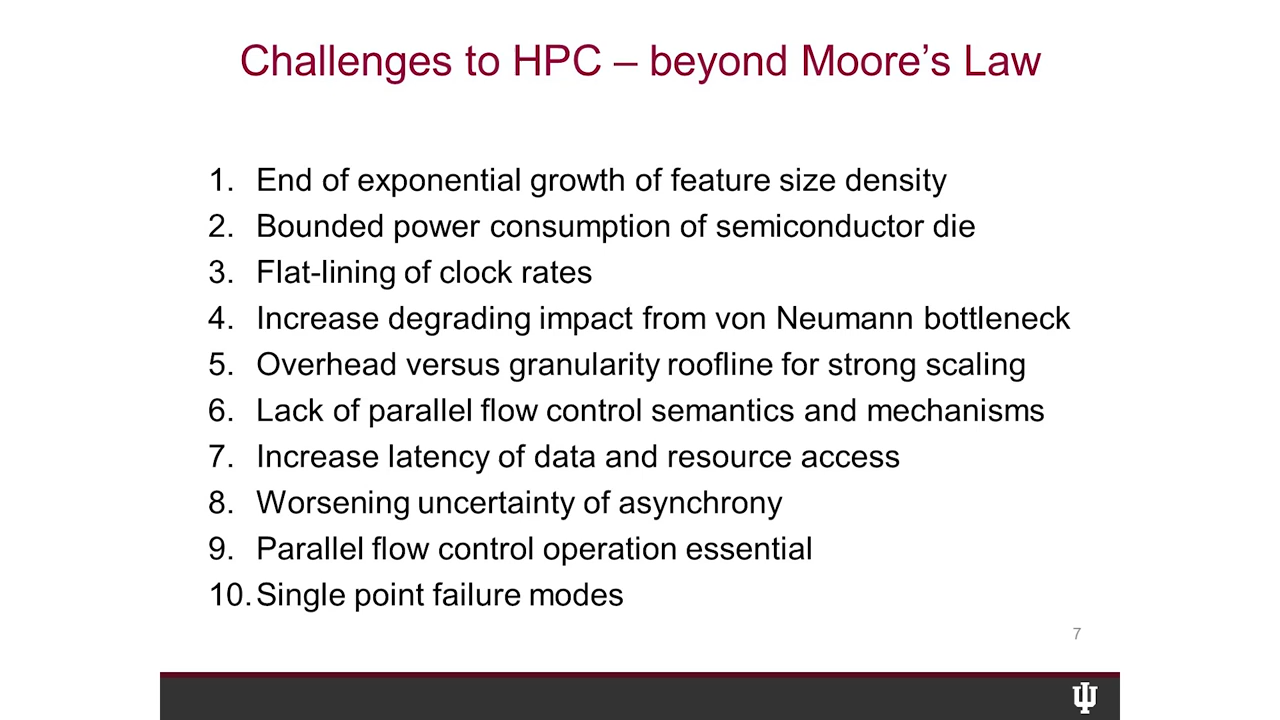 Challenges to HPC – beyond Moore’s Law
1. End of exponential growth of feature size density
2. Bounded power consumption of semiconductor die
3. Flat-lining of clock rates
4. Increase degrading impact from von Neumann bottleneck
5. Overhead versus granularity roofline for strong scaling
6. Lack of parallel flow control semantics and mechanisms
7. Increase latency of data and resource access
8. Worsening uncertainty of asynchrony
9. Parallel flow control operation essential
10. Single point failure modes
7